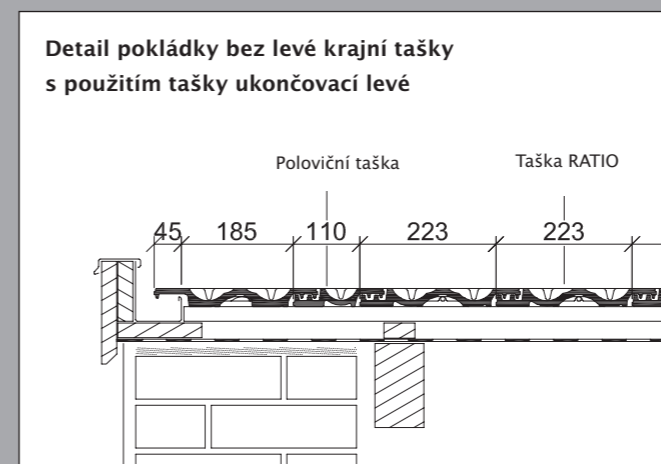 Detail pokládky bez levé krajní tašky
s použitím tašky ukončovací levé
Poloviční taška
Taška RATIO
45 185 110 223 223